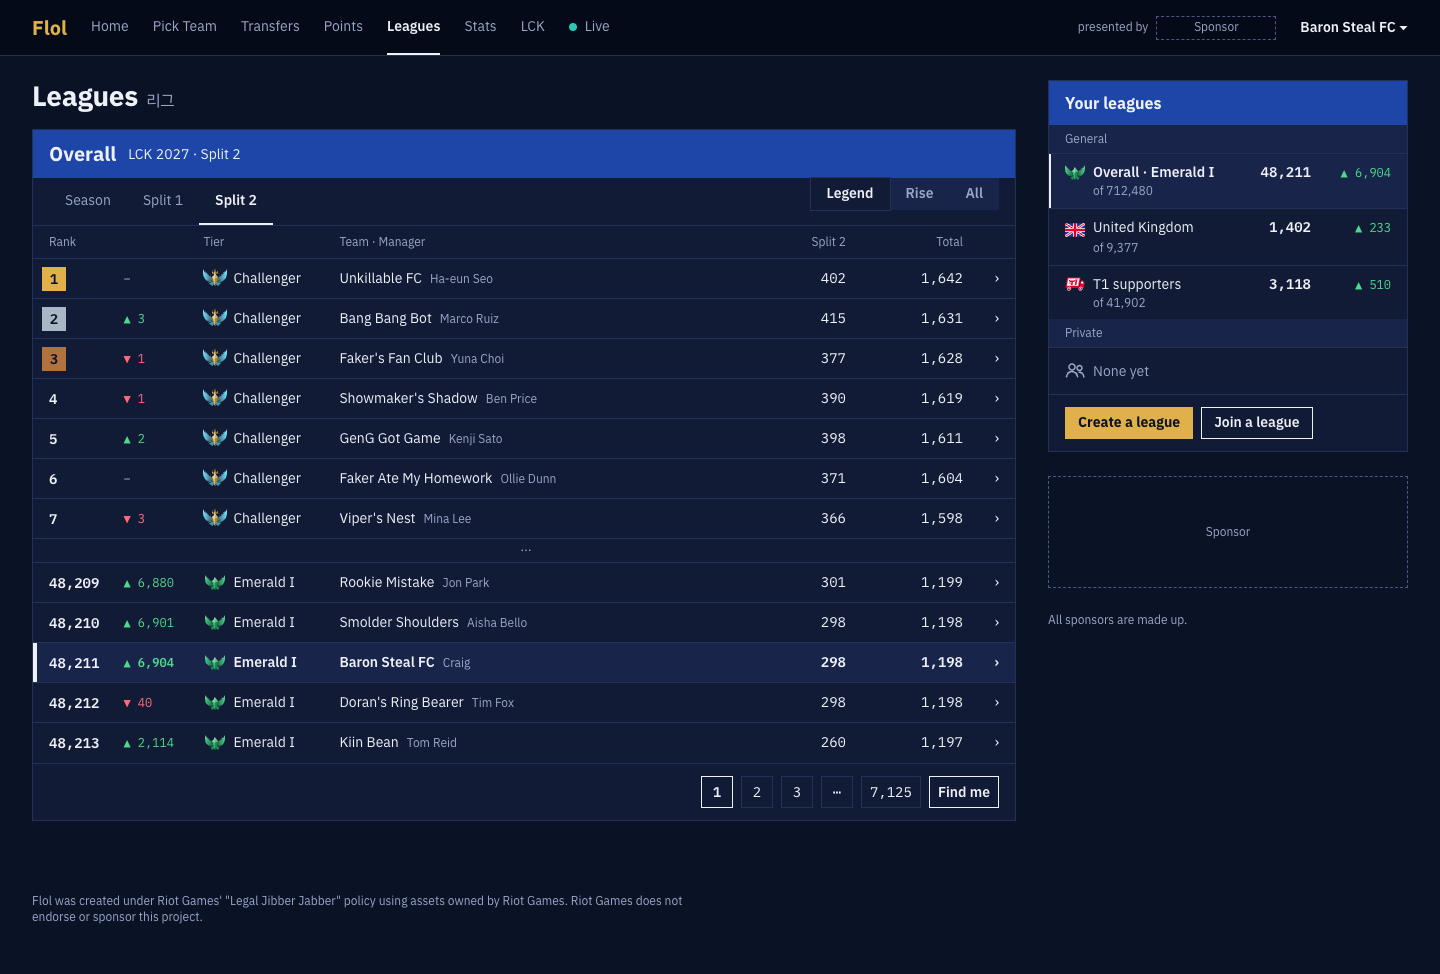 Flol Home Pick Team Transfers Points Leagues Stats LCK Live presented by Sponsor Baron Steal FC
Leagues 리그
Overall LCK 2027 · Split 2
Season Split 1 Split 2 Legend Rise All
Rank Tier Team · Manager Split 2 Total
1 – Challenger Unkillable FC Ha-eun Seo 402 1,642 ›
2 ▲ 3 Challenger Bang Bang Bot Marco Ruiz 415 1,631 ›
3 ▼ 1 Challenger Faker's Fan Club Yuna Choi 377 1,628 ›
4 ▼ 1 Challenger Showmaker's Shadow Ben Price 390 1,619 ›
5 ▲ 2 Challenger GenG Got Game Kenji Sato 398 1,611 ›
6 – Challenger Faker Ate My Homework Ollie Dunn 371 1,604 ›
7 ▼ 3 Challenger Viper's Nest Mina Lee 366 1,598 ›
...
48,209 ▲ 6,880 Emerald I Rookie Mistake Jon Park 301 1,199 ›
48,210 ▲ 6,901 Emerald I Smolder Shoulders Aisha Bello 298 1,198 ›
48,211 ▲ 6,904 Emerald I Baron Steal FC Craig 298 1,198 ›
48,212 ▼ 40 Emerald I Doran's Ring Bearer Tim Fox 298 1,198 ›
48,213 ▲ 2,114 Emerald I Kiin Bean Tom Reid 260 1,197 ›
1 2 3 … 7,125 Find me
Your leagues
General
Overall · Emerald I 48,211 ▲ 6,904
of 712,480
United Kingdom 1,402 ▲ 233
of 9,377
T1 supporters 3,118 ▲ 510
of 41,902
Private
None yet
Create a league Join a league
Sponsor
All sponsors are made up.
Flol was created under Riot Games' "Legal Jibber Jabber" policy using assets owned by Riot Games. Riot Games does not
endorse or sponsor this project.